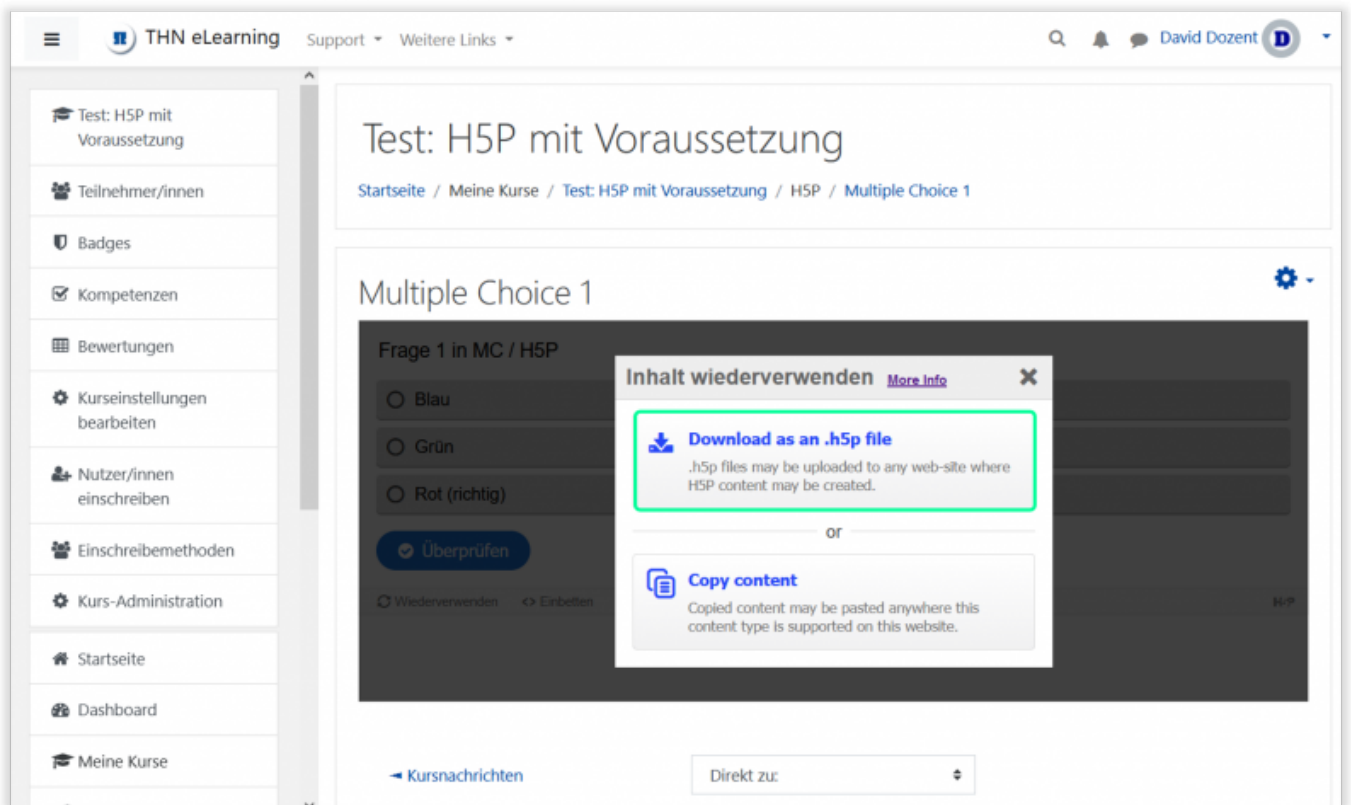 THN eLearning Support Weitere Links David Dozent D
Test: H5P mit
Voraussetzung
Teilnehmer/innen
Badges
Kompetenzen
Bewertungen
Kurseinstellungen
bearbeiten
Nutzer/innen
einschreiben
Einschreibemethoden
Kurs-Administration
Startseite
Dashboard
Meine Kurse
Test: H5P mit Voraussetzung
Startseite / Meine Kurse / Test: H5P mit Voraussetzung / H5P / Multiple Choice 1
Multiple Choice 1
Frage 1 in MC / H5P
Blau
Grün
Rot (richtig)
Überprüfen
Wiederverwenden <> Einbetten
H5P
Inhalt wiederverwenden More Info
Download as an .h5p file
.h5p files may be uploaded to any web-site where
H5P content may be created.
or
Copy content
Copied content may be pasted anywhere this
content type is supported on this website.
Kursnachrichten
Direkt zu: